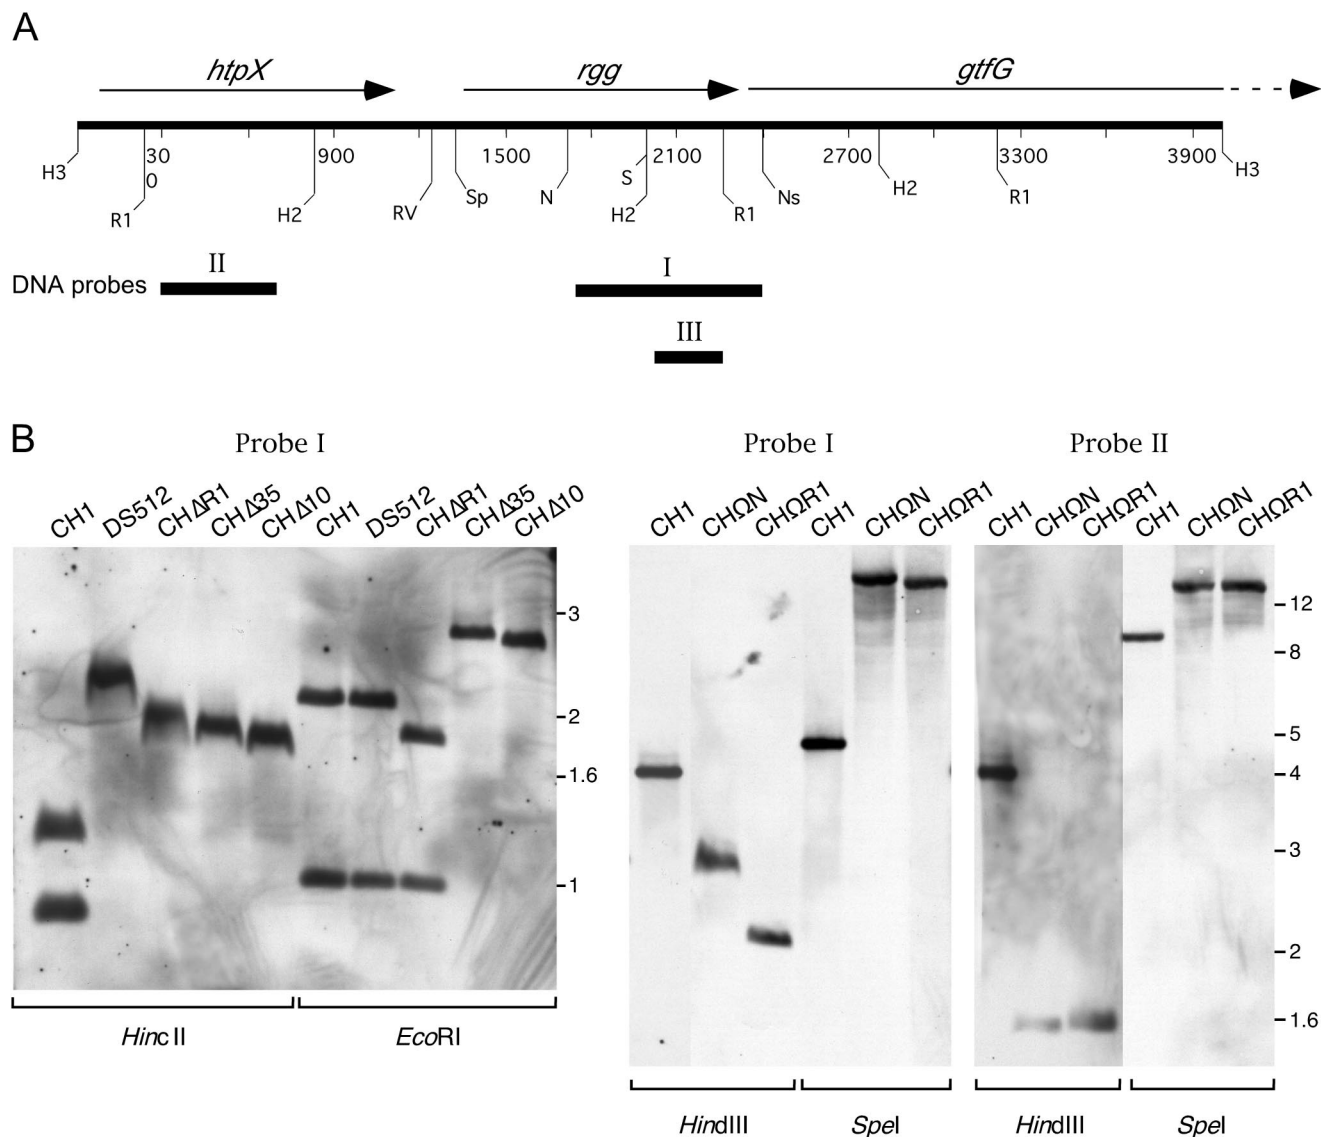 A
htpX rgg gtfG
30 900 1500 2100 2700 3300 3900
H3 0 S H3
R1 H2 RV Sp N H2 R1 Ns H2 R1
II I
DNA probes
III
B
Probe I Probe I Probe II
CH1 DS512 CHΔR1 CHΔ35 CHΔ10 CH1 DS512 CHΔR1 CHΔ35 CHΔ10 CH1 CHΩN CHΩR1 CH1 CHΩN CHΩR1 CH1 CHΩN CHΩR1 CH1 CHΩN CHΩR1
3
2
1.6
1
12
8
5
4
3
2
1.6
HincII EcoRI
HindIII SpeI HindIII SpeI